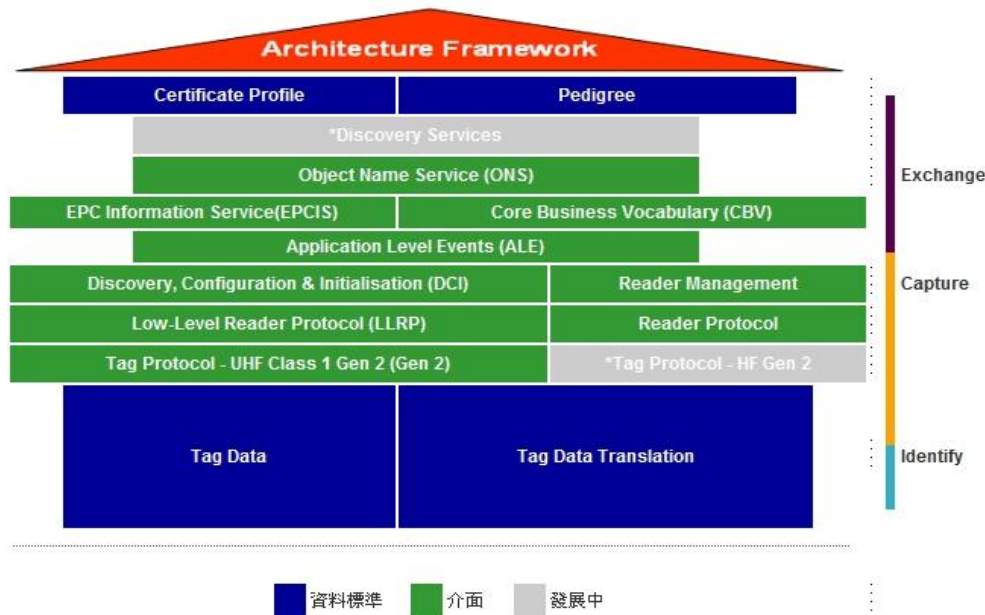 Architecture Framework
Certificate Profile
Pedigree
*Discovery Services
Object Name Service (ONS)
Exchange
EPC Information Service(EPCIS)
Core Business Vocabulary (CBV)
Application Level Events (ALE)
Discovery, Configuration & Initialisation (DCI)
Reader Management
Capture
Low-Level Reader Protocol (LLRP)
Reader Protocol
Tag Protocol - UHF Class 1 Gen 2 (Gen 2)
*Tag Protocol - HF Gen 2
Tag Data
Tag Data Translation
Identify
資料標準
介面
發展中